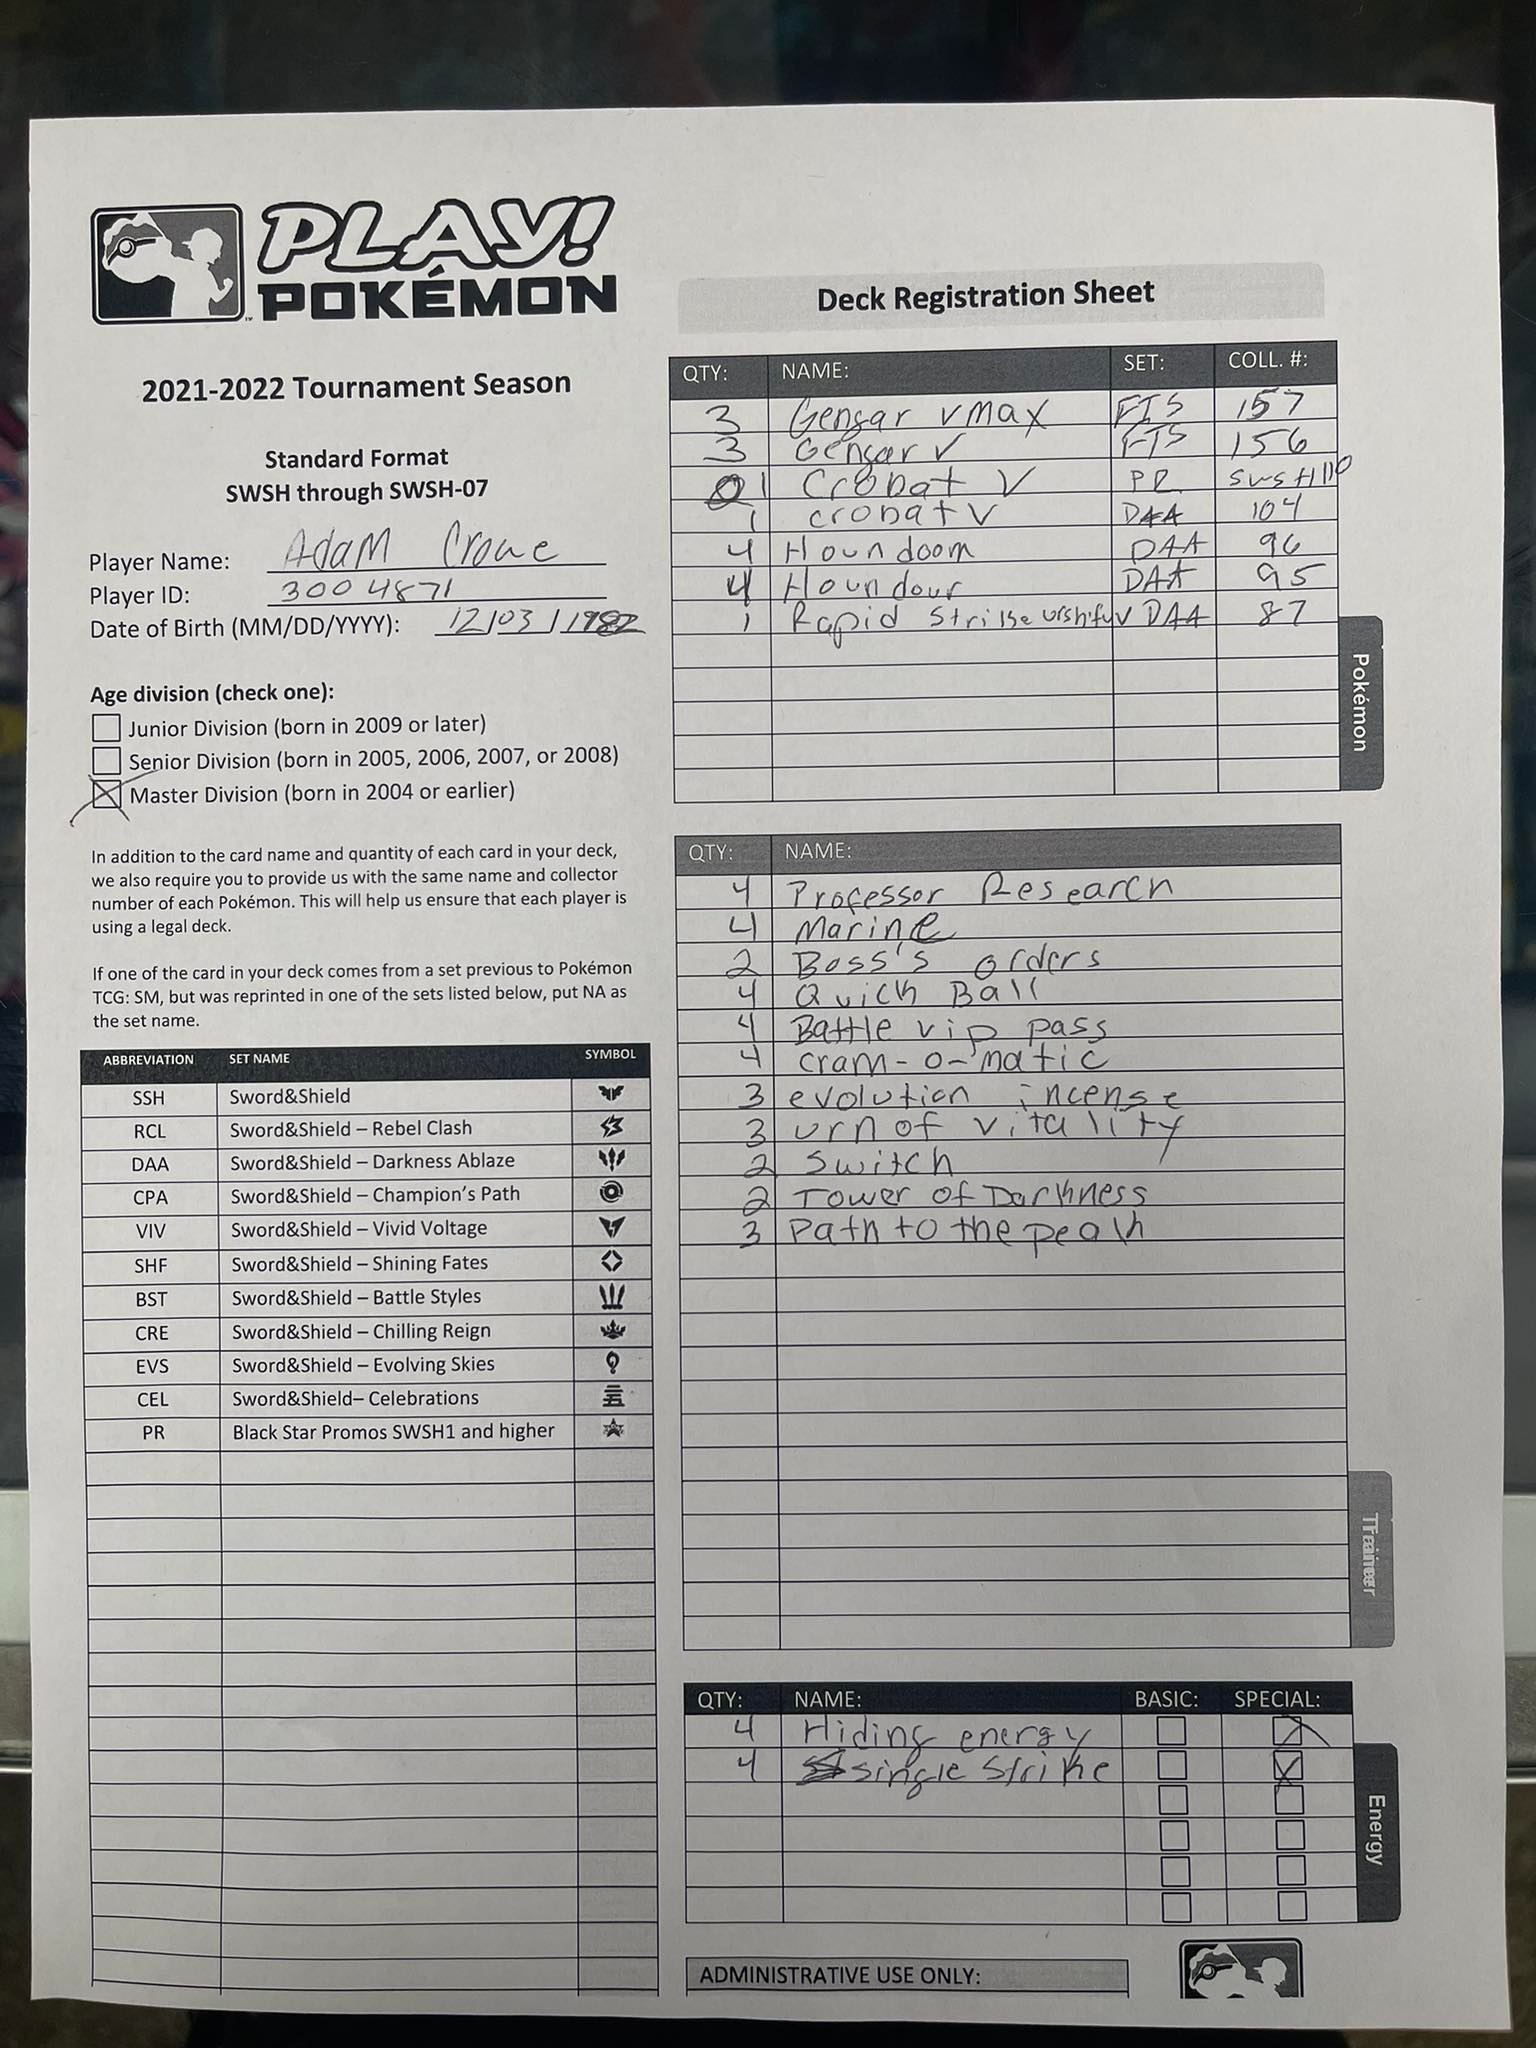 PLAY!
POKÉMON
2021-2022 Tournament Season
Standard Format
SWSH through SWSH-07
Player Name: Adam Crowe
Player ID: 3004871
Date of Birth (MM/DD/YYYY): 12/03/1982
Age division (check one):
Junior Division (born in 2009 or later)
Senior Division (born in 2005, 2006, 2007, or 2008)
Master Division (born in 2004 or earlier)
In addition to the card name and quantity of each card in your deck,
we also require you to provide us with the same name and collector
number of each Pokémon. This will help us ensure that each player is
using a legal deck.
If one of the card in your deck comes from a set previous to Pokémon
TCG: SM, but was reprinted in one of the sets listed below, put NA as
the set name.
ABBREVIATION SET NAME SYMBOL
SSH Sword&Shield
RCL Sword&Shield – Rebel Clash
DAA Sword&Shield – Darkness Ablaze
CPA Sword&Shield – Champion's Path
VIV Sword&Shield – Vivid Voltage
SHF Sword&Shield – Shining Fates
BST Sword&Shield – Battle Styles
CRE Sword&Shield – Chilling Reign
EVS Sword&Shield – Evolving Skies
CEL Sword&Shield– Celebrations
PR Black Star Promos SWSH1 and higher
Deck Registration Sheet
QTY: NAME: SET: COLL. #:
3 Gengar vmax FIS 157
3 Gengar V FIS 156
1 Crobat V PR SWSH110
1 crobat V DAA 104
4 Houndoom DAA 96
4 Houndour DAA 95
1 Rapid Strike urshifu V DAA 87
Pokémon
QTY: NAME:
4 Professor Research
4 Marine
2 Boss's orders
4 Quick Ball
4 Battle vip pass
4 cram-o-matic
3 evolution incense
3 urn of vitality
2 Switch
2 Tower of Darkness
3 Path to the peak
Trainer
QTY: NAME: BASIC: SPECIAL:
4 Hiding energy
4 single Strike
Energy
ADMINISTRATIVE USE ONLY: